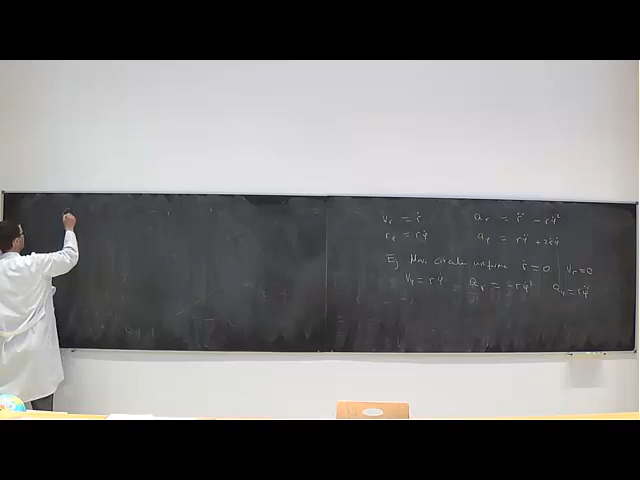 v_r = ṙ    a_r = r̈ - rφ̇²
r_φ = rφ̇    a_φ = rφ̈ + 2ṙφ̇
Ej Mov. circular uniforme ṙ = 0 v_r = 0
v_φ = rφ̇ a_r = -rφ̇² a_φ = rφ̈